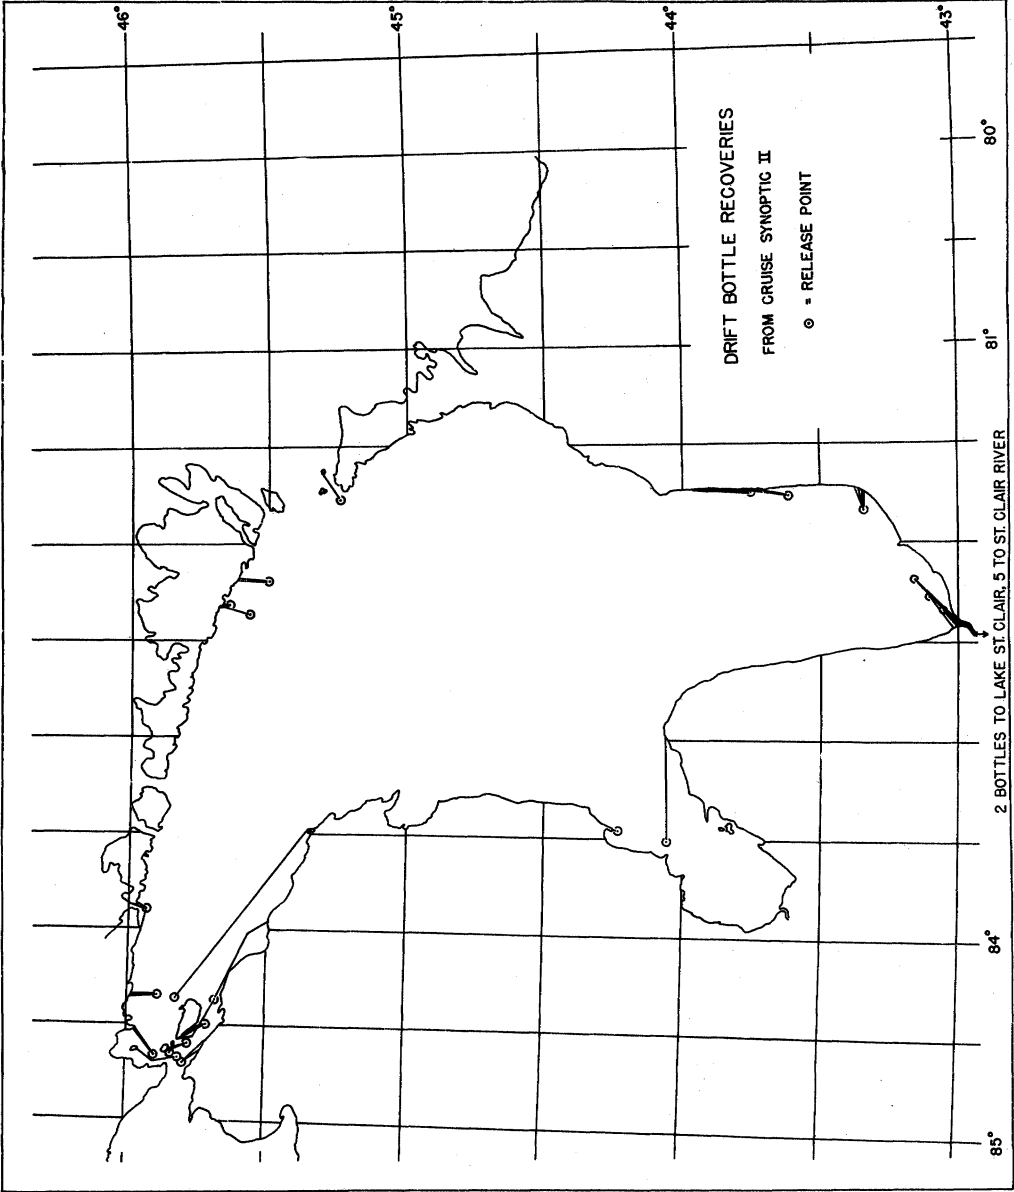 46°
45°
44°
43°
DRIFT BOTTLE RECOVERIES
FROM CRUISE SYNOPTIC II
⊙ = RELEASE POINT
80°
81°
84°
85°
2 BOTTLES TO LAKE ST. CLAIR, 5 TO ST. CLAIR RIVER